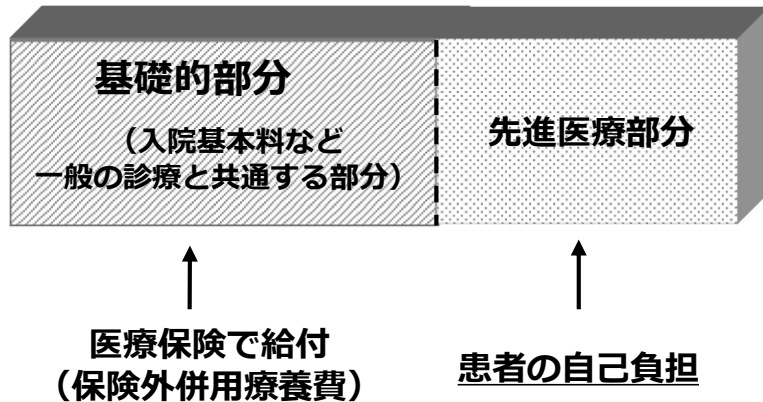 基礎的部分
（入院基本料など
一般の診療と共通する部分）
先進医療部分
医療保険で給付
（保険外併用療養費）
患者の自己負担